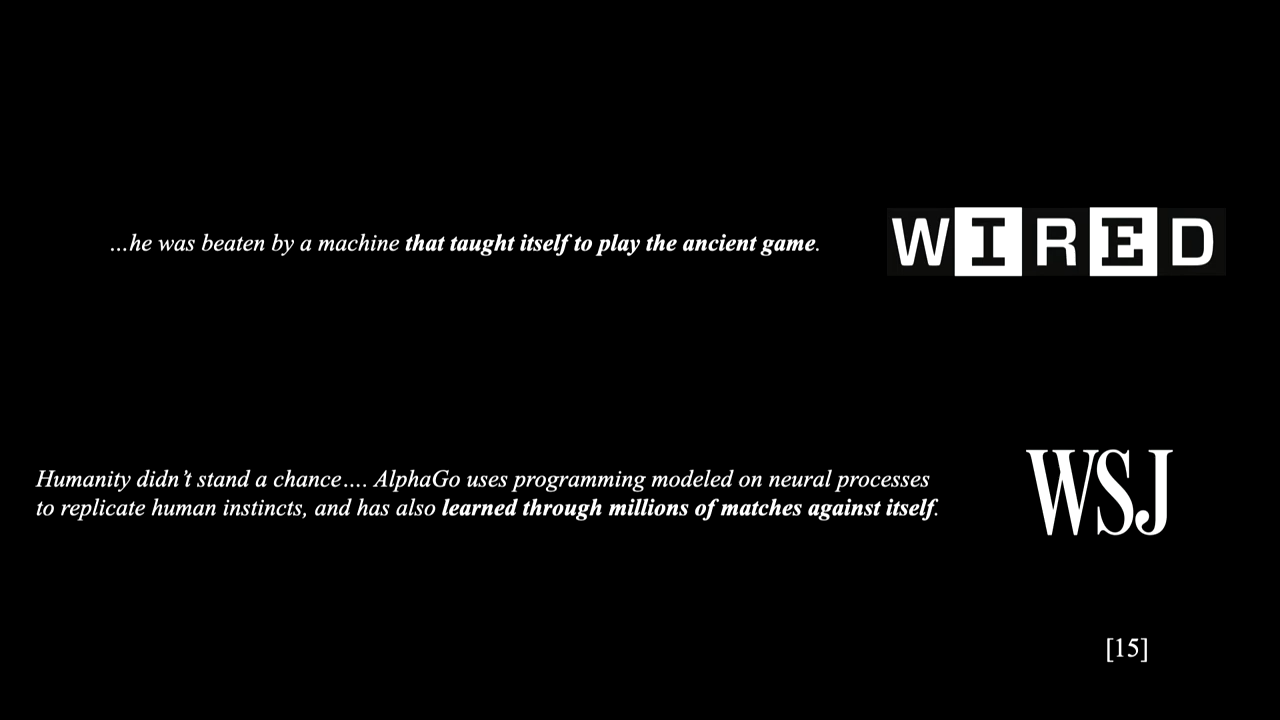 ...he was beaten by a machine that taught itself to play the ancient game.
WIRED
Humanity didn’t stand a chance…. AlphaGo uses programming modeled on neural processes
to replicate human instincts, and has also learned through millions of matches against itself.
WSJ
[15]